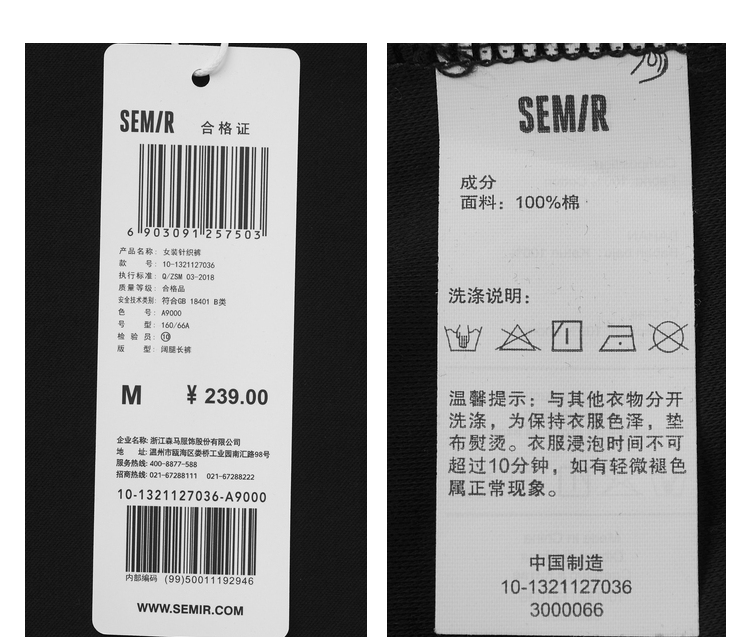 SEMIR 合格证
6 903091 257503
产品名称: 女装针织裤
款 号: 10-1321127036
执行标准: Q/ZSM 03-2018
质量等级: 合格品
安全技术类别: 符合GB 18401 B类
色 号: A9000
号 型: 160/66A
检 验 员: ⑩
版 型: 阔腿长裤
M ¥ 239.00
企业名称: 浙江森马服饰股份有限公司
地 址: 温州市瓯海区娄桥工业园南汇路98号
服务热线: 400-8877-588
招商热线: 021-67288111 021-67288222
10-1321127036-A9000
内部编码 (99)50011192946
WWW.SEMIR.COM
SEMIR
成分
面料: 100%棉
洗涤说明:
温馨提示: 与其他衣物分开
洗涤, 为保持衣服色泽, 垫
布熨烫。衣服浸泡时间不可
超过10分钟, 如有轻微褪色
属正常现象。
中国制造
10-1321127036
3000066